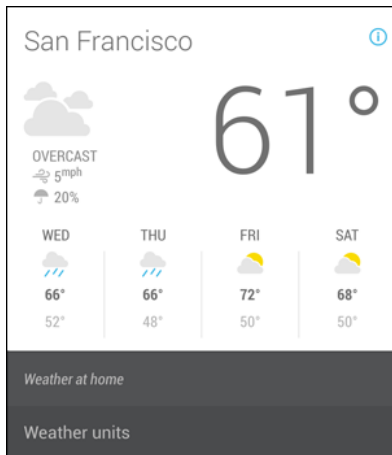 San Francisco
61°
OVERCAST
5mph
20%
WED THU FRI SAT
66° 66° 72° 68°
52° 48° 50° 50°
Weather at home
Weather units